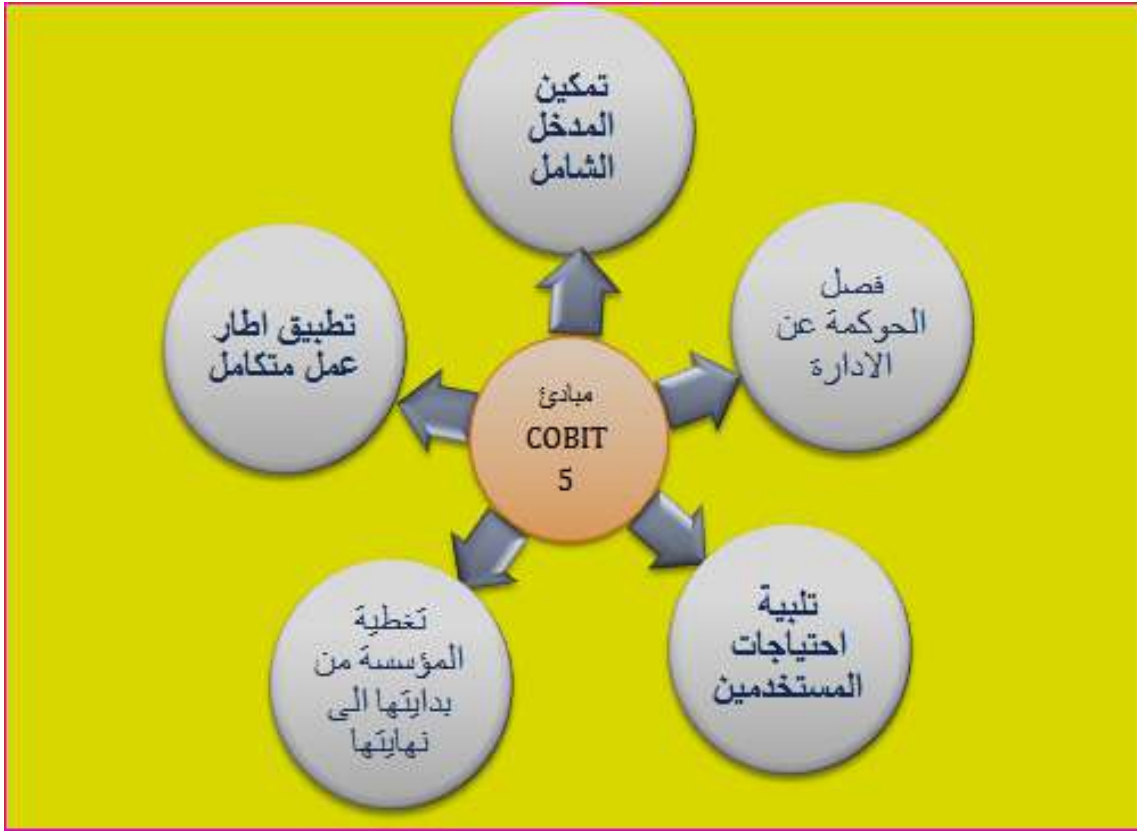 تمكين
المدخل
الشامل
فصل
الحوكمة عن
الادارة
تطبيق اطار
عمل متكامل
مبادئ
COBIT
5
تلبية
احتياجات
المستخدمين
تغطية
المؤسسة من
بدايتها الى
نهايتها